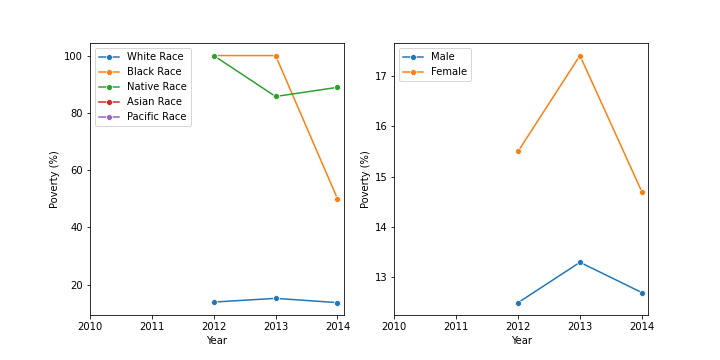 White Race
Black Race
Native Race
Asian Race
Pacific Race
100
80
60
40
20
Poverty (%)
2010 2011 2012 2013 2014
Year
Male
Female
17
16
15
14
13
Poverty (%)
2010 2011 2012 2013 2014
Year